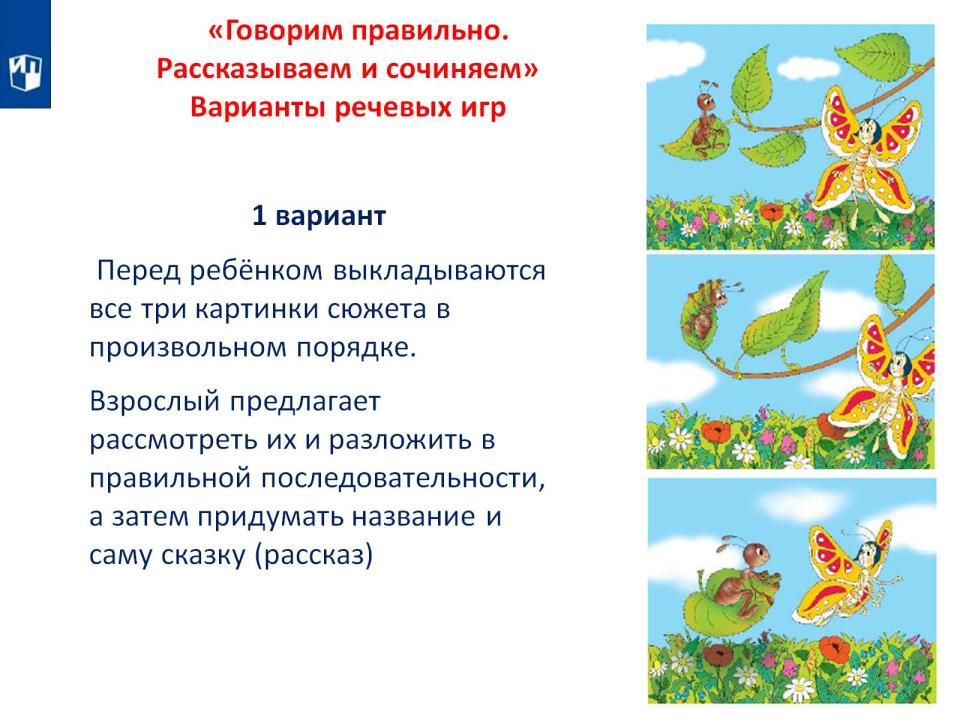 «Говорим правильно.
Рассказываем и сочиняем»
Варианты речевых игр
1 вариант
Перед ребёнком выкладываются
все три картинки сюжета в
произвольном порядке.
Взрослый предлагает
рассмотреть их и разложить в
правильной последовательности,
а затем придумать название и
саму сказку (рассказ)